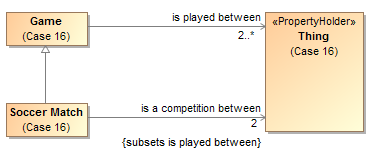 Game
(Case 16)
is played between
2..*
«PropertyHolder»
Thing
(Case 16)
Soccer Match
(Case 16)
is a competition between
2
{subsets is played between}